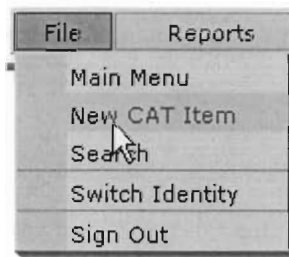 File Reports
Main Menu
New CAT Item
Search
Switch Identity
Sign Out